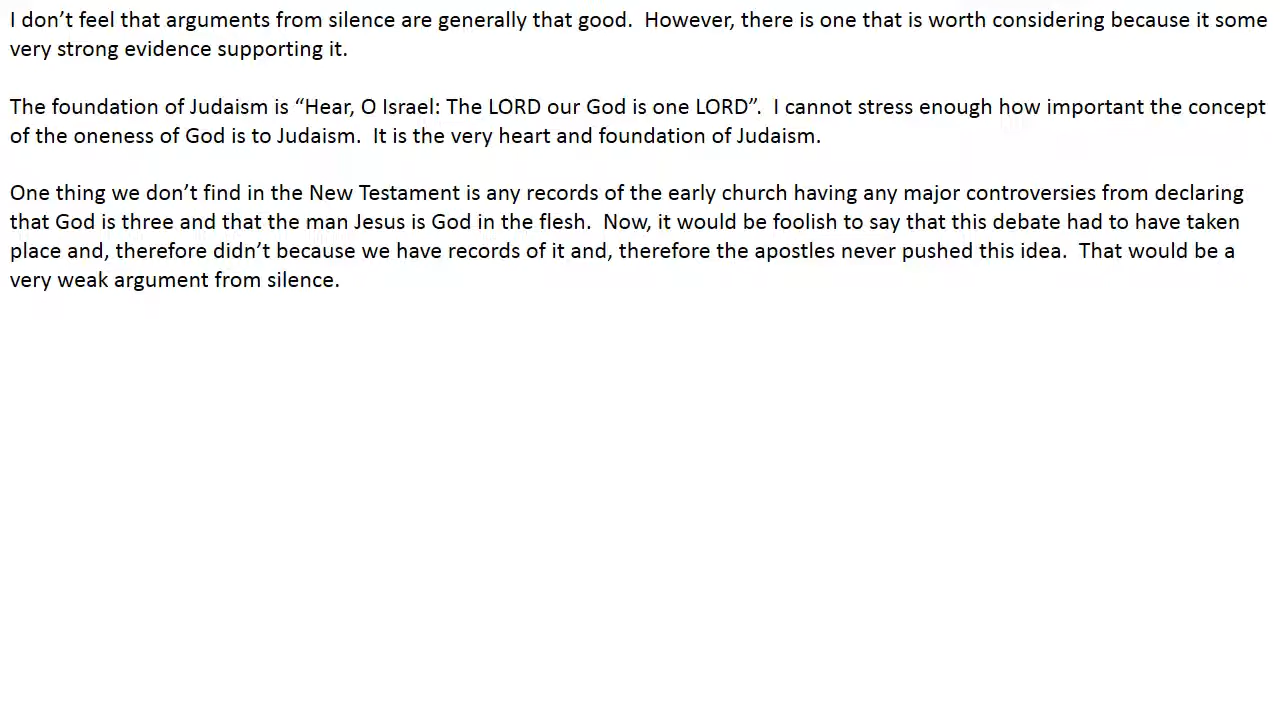 I don’t feel that arguments from silence are generally that good.  However, there is one that is worth considering because it some
very strong evidence supporting it.
The foundation of Judaism is “Hear, O Israel: The LORD our God is one LORD”.  I cannot stress enough how important the concept
of the oneness of God is to Judaism.  It is the very heart and foundation of Judaism.
One thing we don’t find in the New Testament is any records of the early church having any major controversies from declaring
that God is three and that the man Jesus is God in the flesh.  Now, it would be foolish to say that this debate had to have taken
place and, therefore didn’t because we have records of it and, therefore the apostles never pushed this idea.  That would be a
very weak argument from silence.